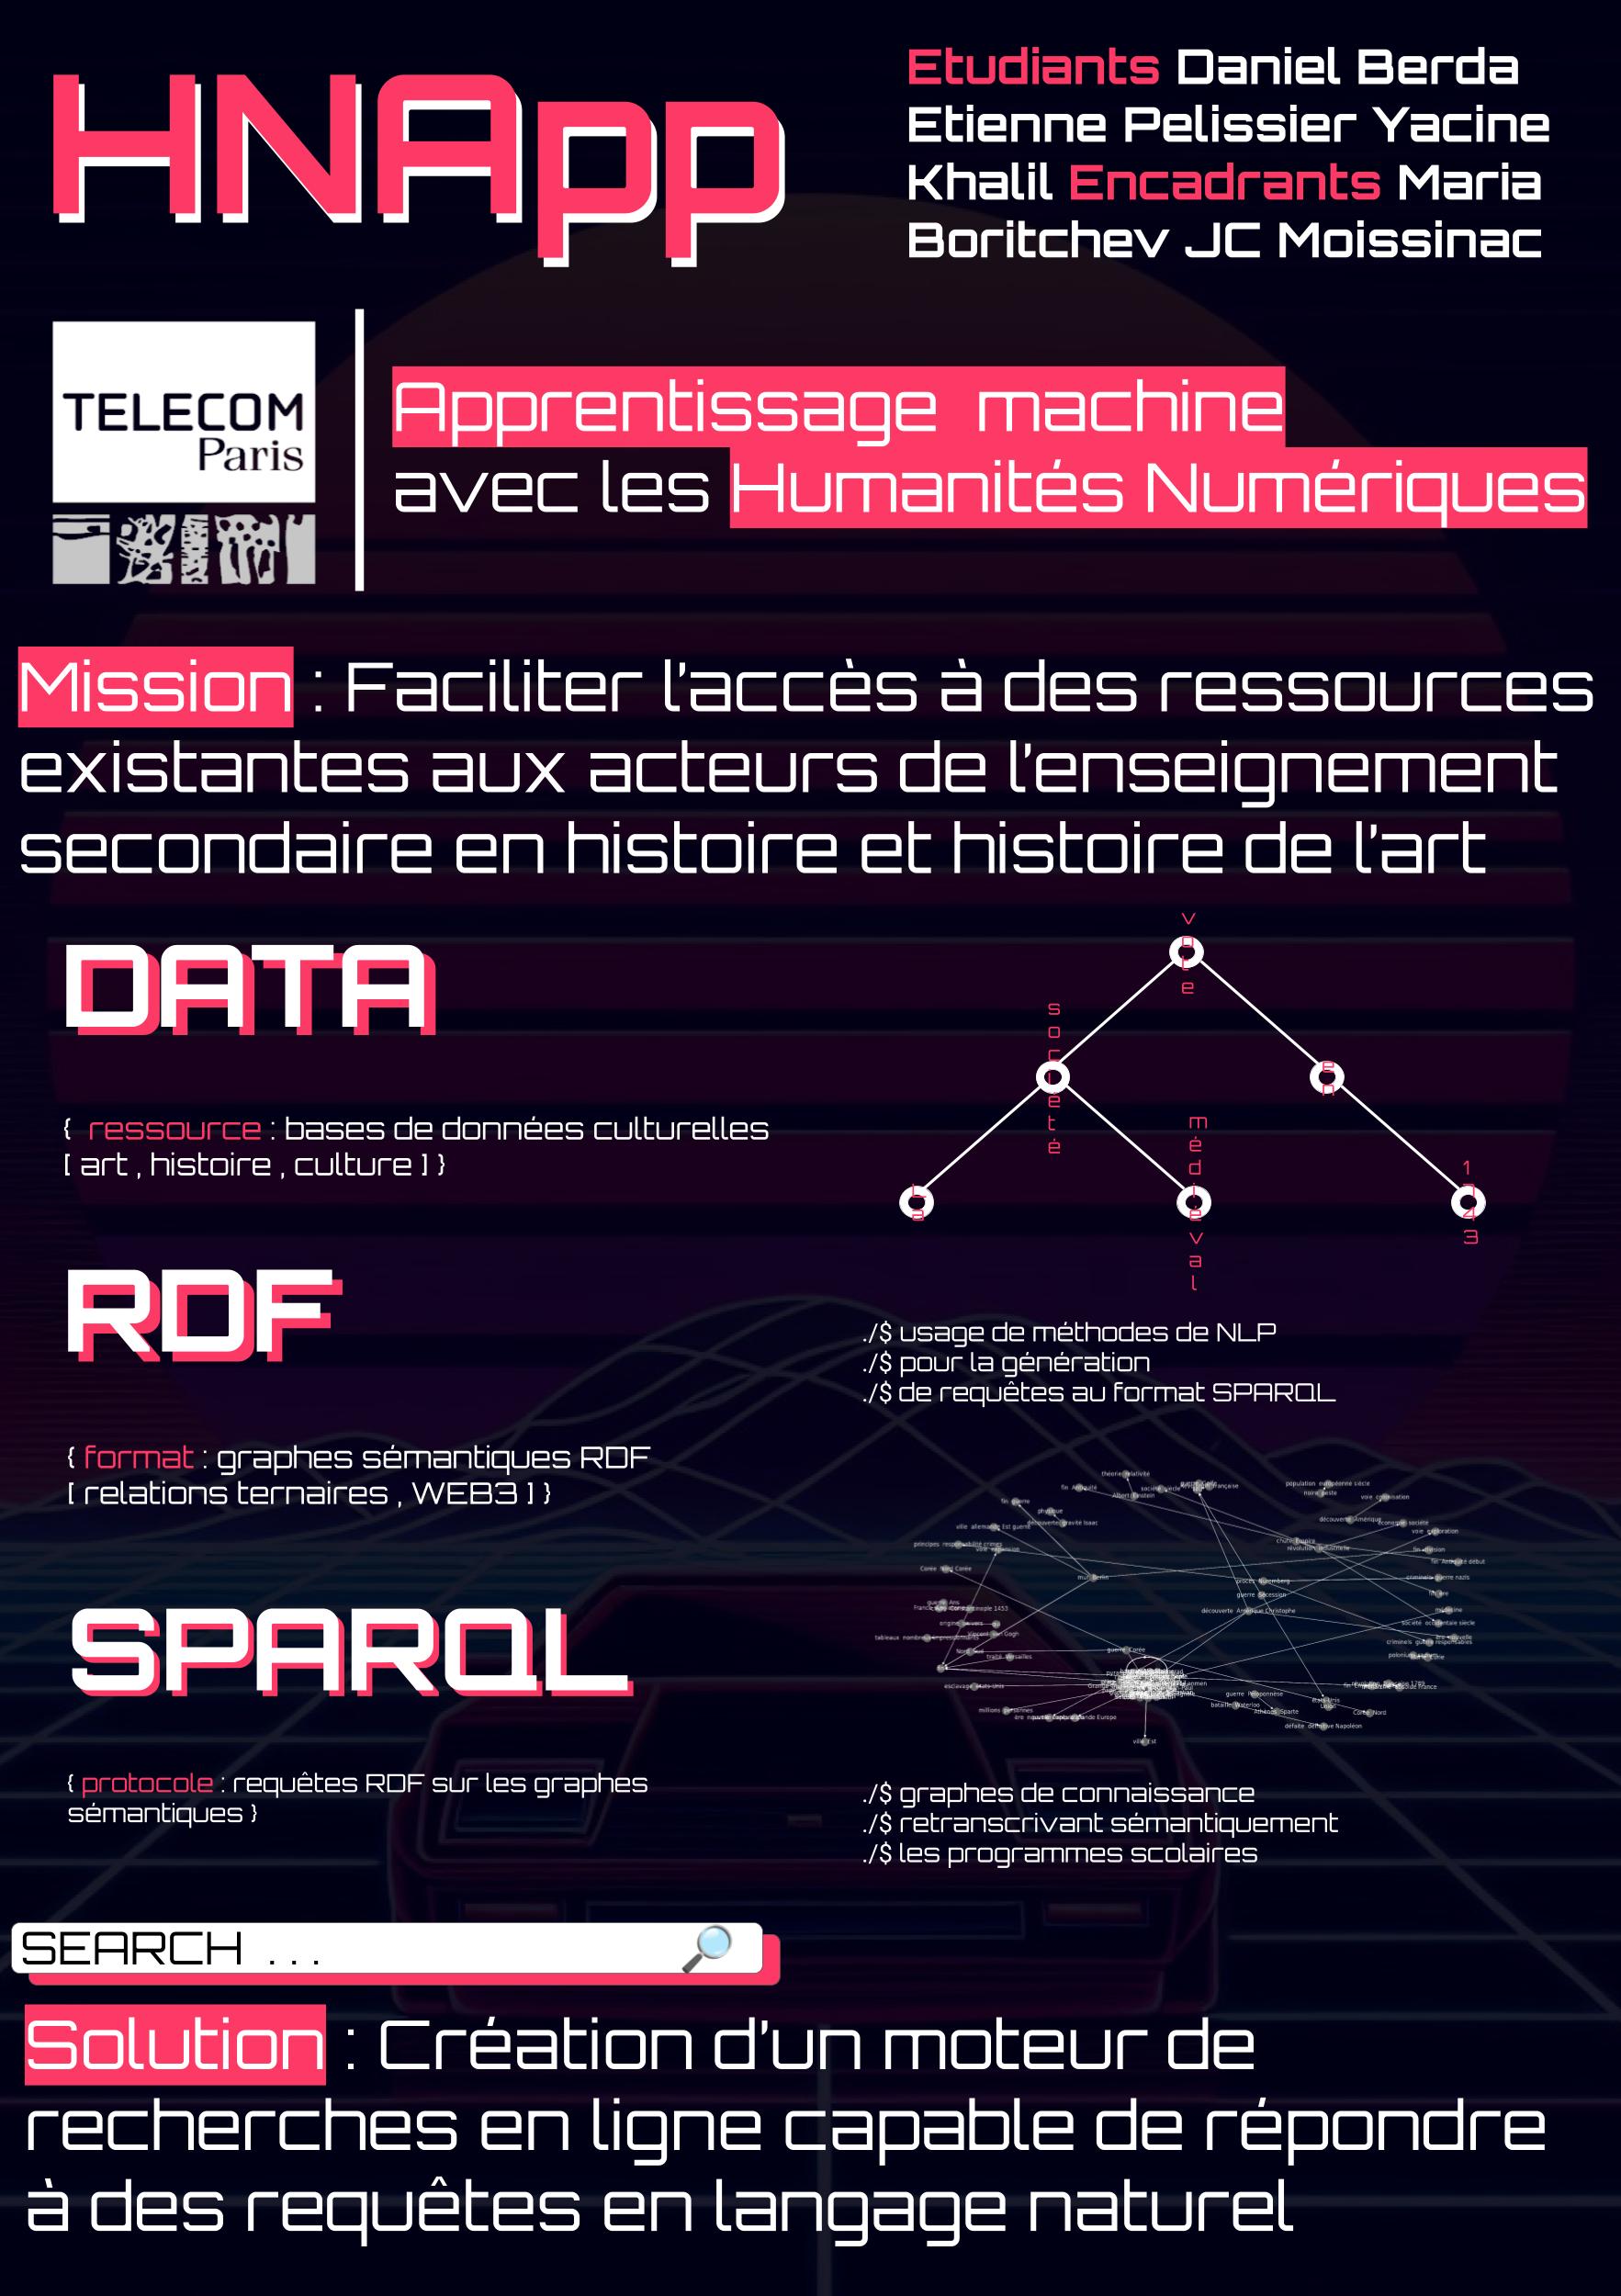 HNApp
Etudiants Daniel Berda
Etienne Pelissier Yacine
Khalil Encadrants Maria
Boritchev JC Moissinac
TELECOM
Paris
Apprentissage machine
avec les Humanités Numériques
Mission : Faciliter l'accès à des ressources
existantes aux acteurs de l'enseignement
secondaire en histoire et histoire de l'art
DATA
{ ressource : bases de données culturelles
[ art , histoire , culture ] }
vote
société
en
La
médiéval
1743
RDF
./$ usage de méthodes de NLP
./$ pour la génération
./$ de requêtes au format SPARQL
{ format : graphes sémantiques RDF
[ relations ternaires , WEB3 ] }
SPARQL
{ protocole : requêtes RDF sur les graphes
sémantiques }
./$ graphes de connaissance
./$ retranscrivant sémantiquement
./$ les programmes scolaires
SEARCH ...
Solution : Création d'un moteur de
recherches en ligne capable de répondre
à des requêtes en langage naturel